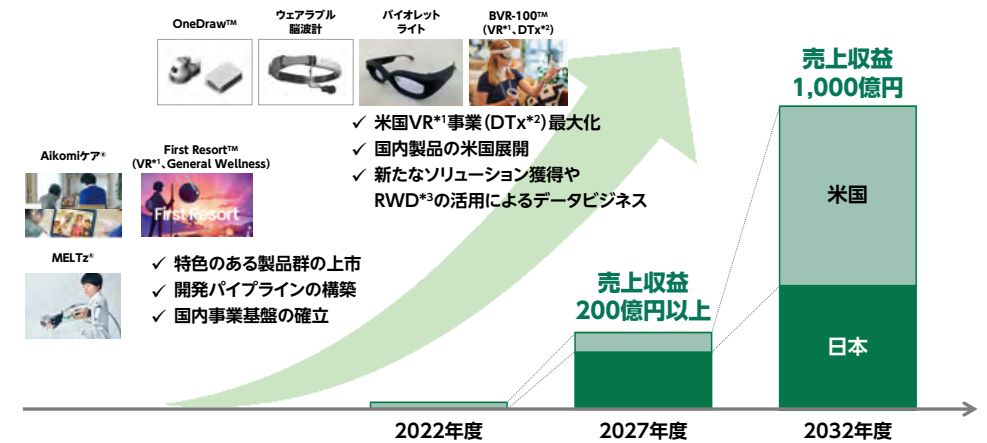 OneDraw™
ウェアラブル
脳波計
バイオレット
ライト
BVR-100™
(VR*1、DTx*2)
✓ 米国VR*1事業(DTx*2)最大化
✓ 国内製品の米国展開
✓ 新たなソリューション獲得や
RWD*3の活用によるデータビジネス
Aikomiケア®
First Resort™
(VR*1、General Wellness)
First Resort
MELTz®
✓ 特色のある製品群の上市
✓ 開発パイプラインの構築
✓ 国内事業基盤の確立
売上収益
200億円以上
売上収益
1,000億円
米国
日本
2022年度
2027年度
2032年度